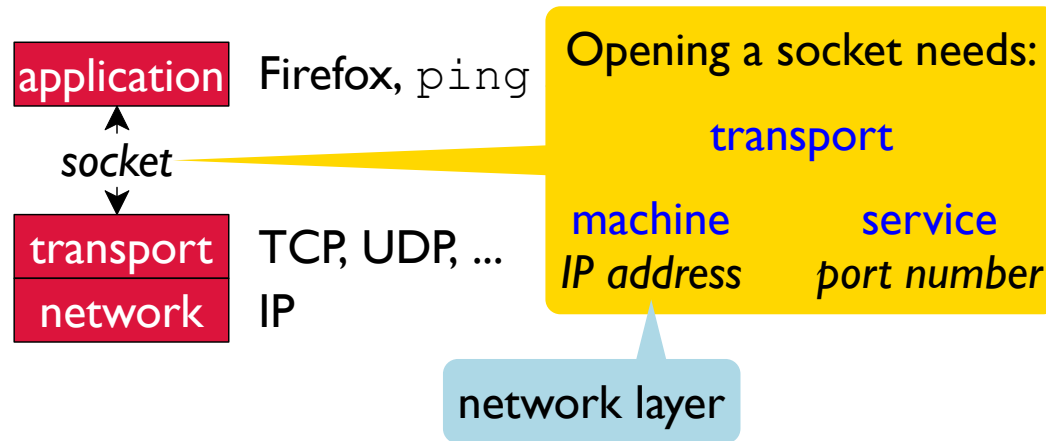 application
Firefox, ping
socket
transport
TCP, UDP, ...
network
IP
Opening a socket needs:
transport
machine
IP address
service
port number
network layer